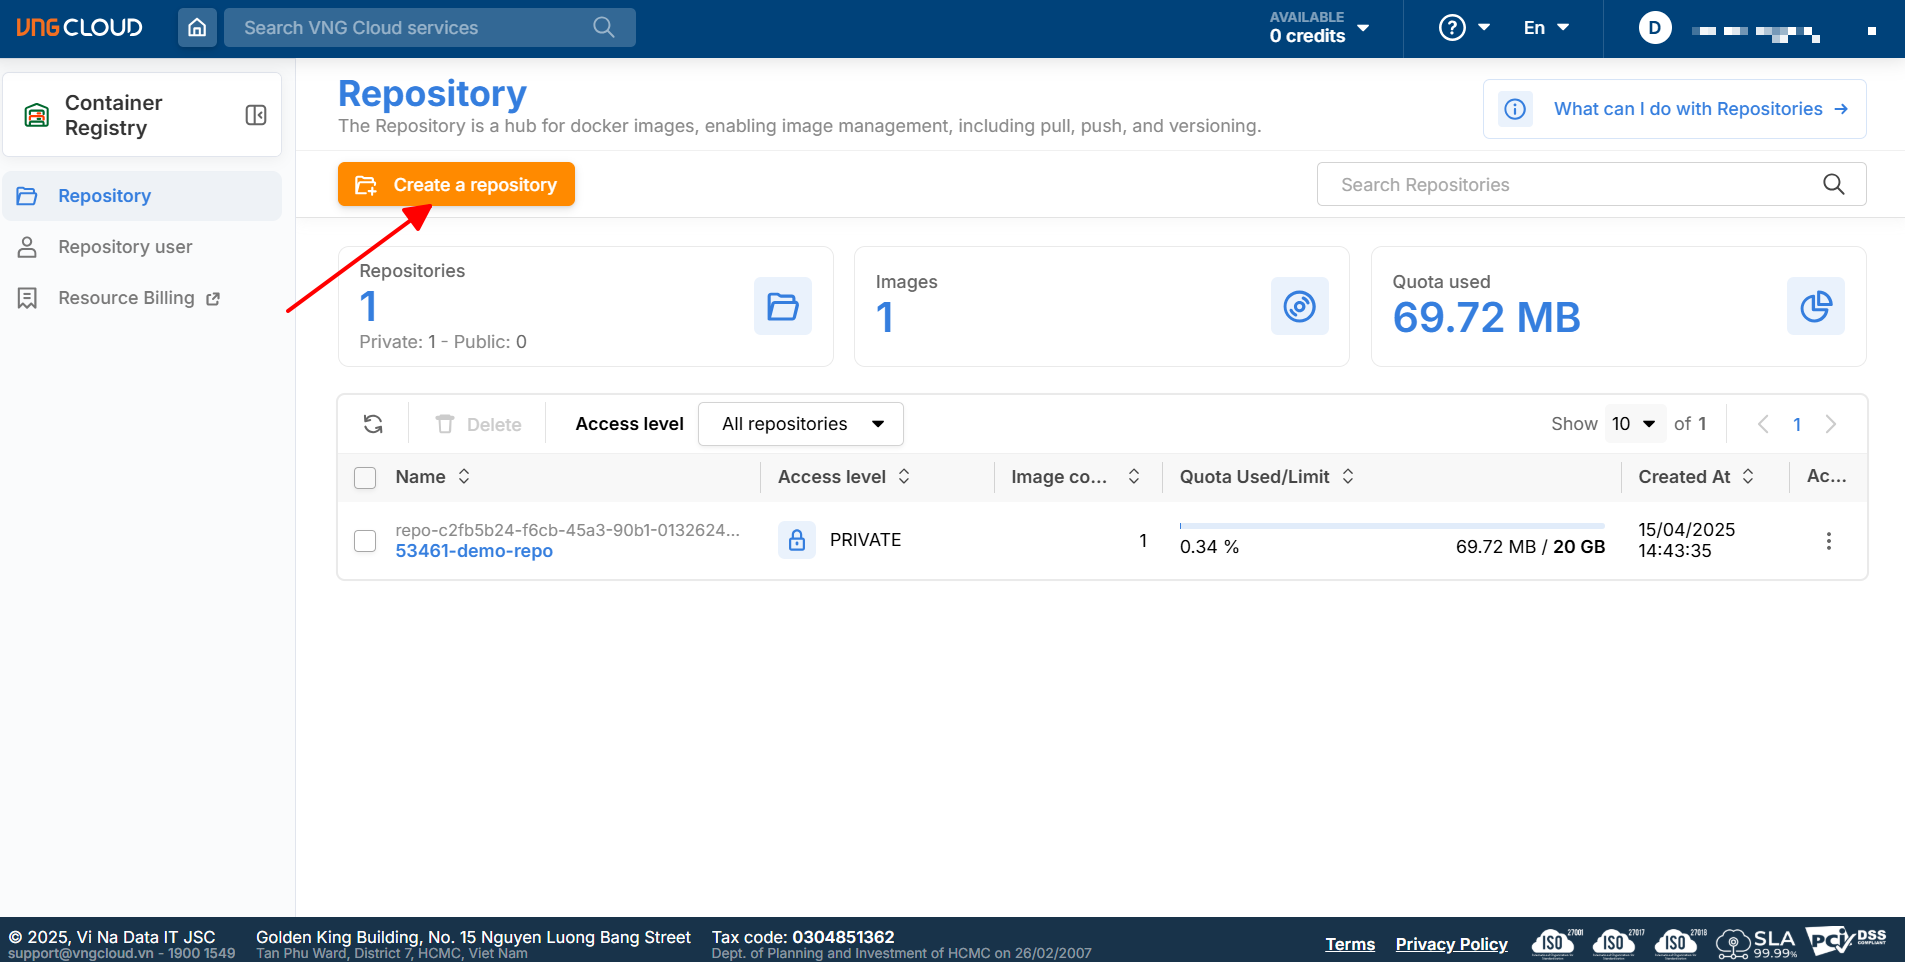 VNG CLOUD
Search VNG Cloud services
AVAILABLE
0 credits
?
En
D
Container
Registry
Repository
Repository user
Resource Billing
Repository
The Repository is a hub for docker images, enabling image management, including pull, push, and versioning.
What can I do with Repositories
Create a repository
Search Repositories
Repositories
1
Private: 1 - Public: 0
Images
1
Quota used
69.72 MB
Delete
Access level
All repositories
Show 10 of 1
1
Name
Access level
Image co...
Quota Used/Limit
Created At
Ac...
repo-c2fb5b24-f6cb-45a3-90b1-0132624...
53461-demo-repo
PRIVATE
1
0.34 %
69.72 MB / 20 GB
15/04/2025
14:43:35
© 2025, Vi Na Data IT JSC
support@vngcloud.vn - 1900 1549
Golden King Building, No. 15 Nguyen Luong Bang Street
Tan Phu Ward, District 7, HCMC, Viet Nam
Tax code: 0304851362
Dept. of Planning and Investment of HCMC on 26/02/2007
Terms
Privacy Policy
ISO 27001
ISO 27017
ISO 27018
SLA
99.99%
PCI DSS
COMPLIANT